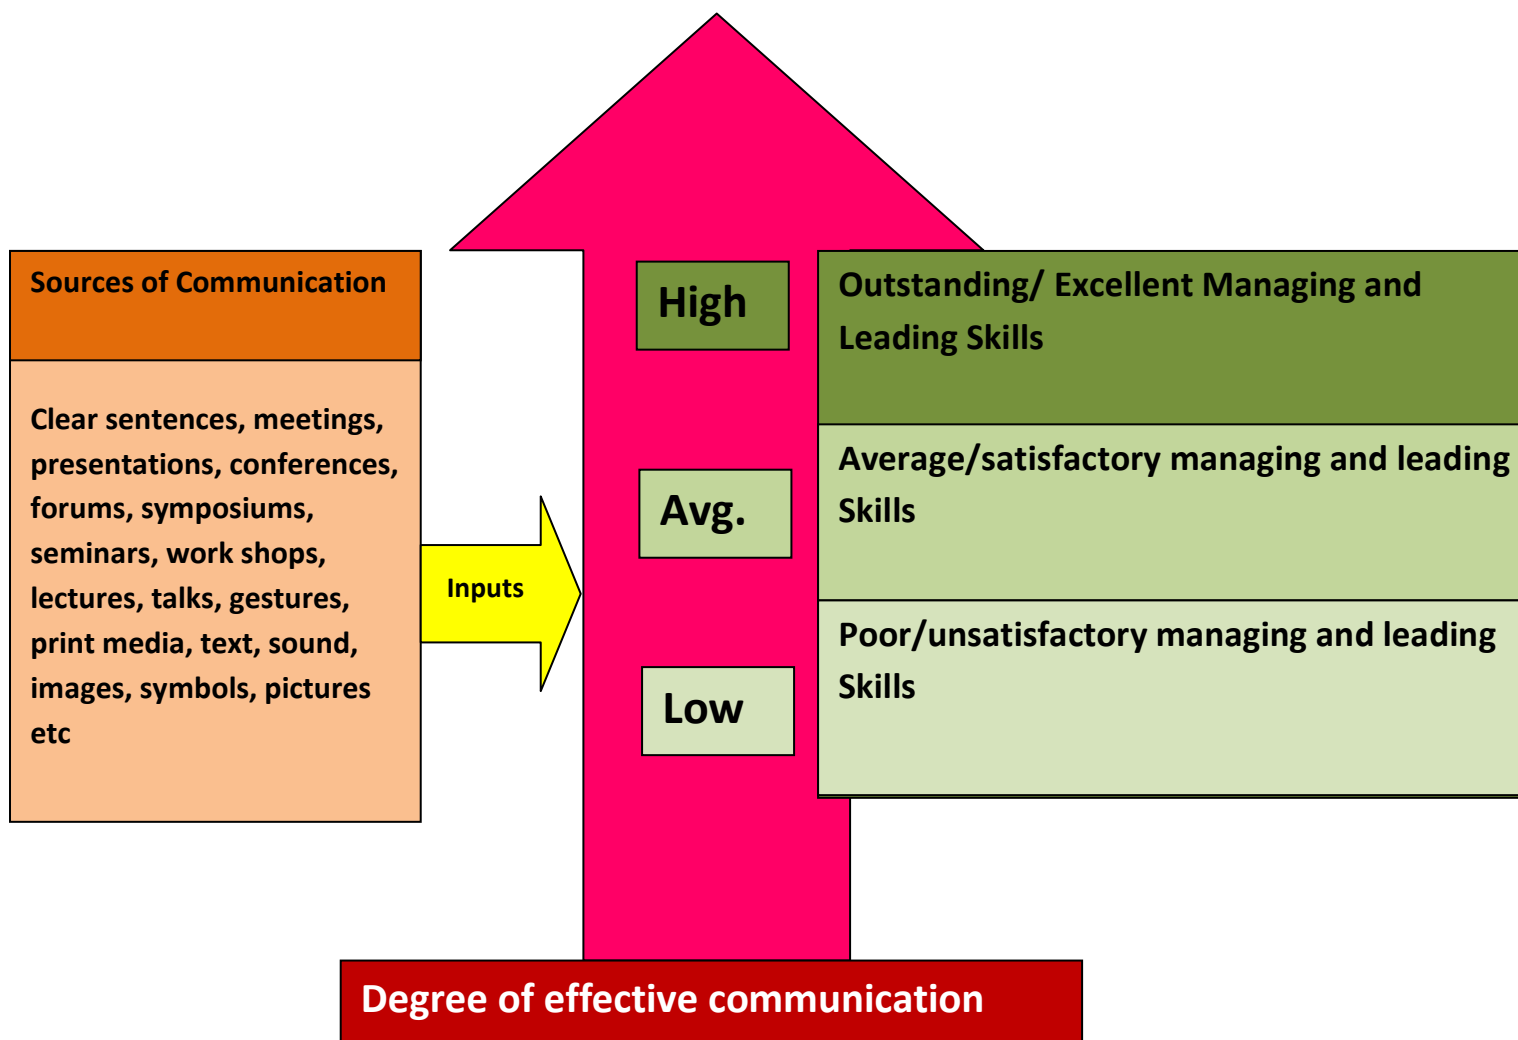 Sources of Communication
Clear sentences, meetings,
presentations, conferences,
forums, symposiums,
seminars, work shops,
lectures, talks, gestures,
print media, text, sound,
images, symbols, pictures
etc
Inputs
High
Avg.
Low
Outstanding/ Excellent Managing and
Leading Skills
Average/satisfactory managing and leading
Skills
Poor/unsatisfactory managing and leading
Skills
Degree of effective communication